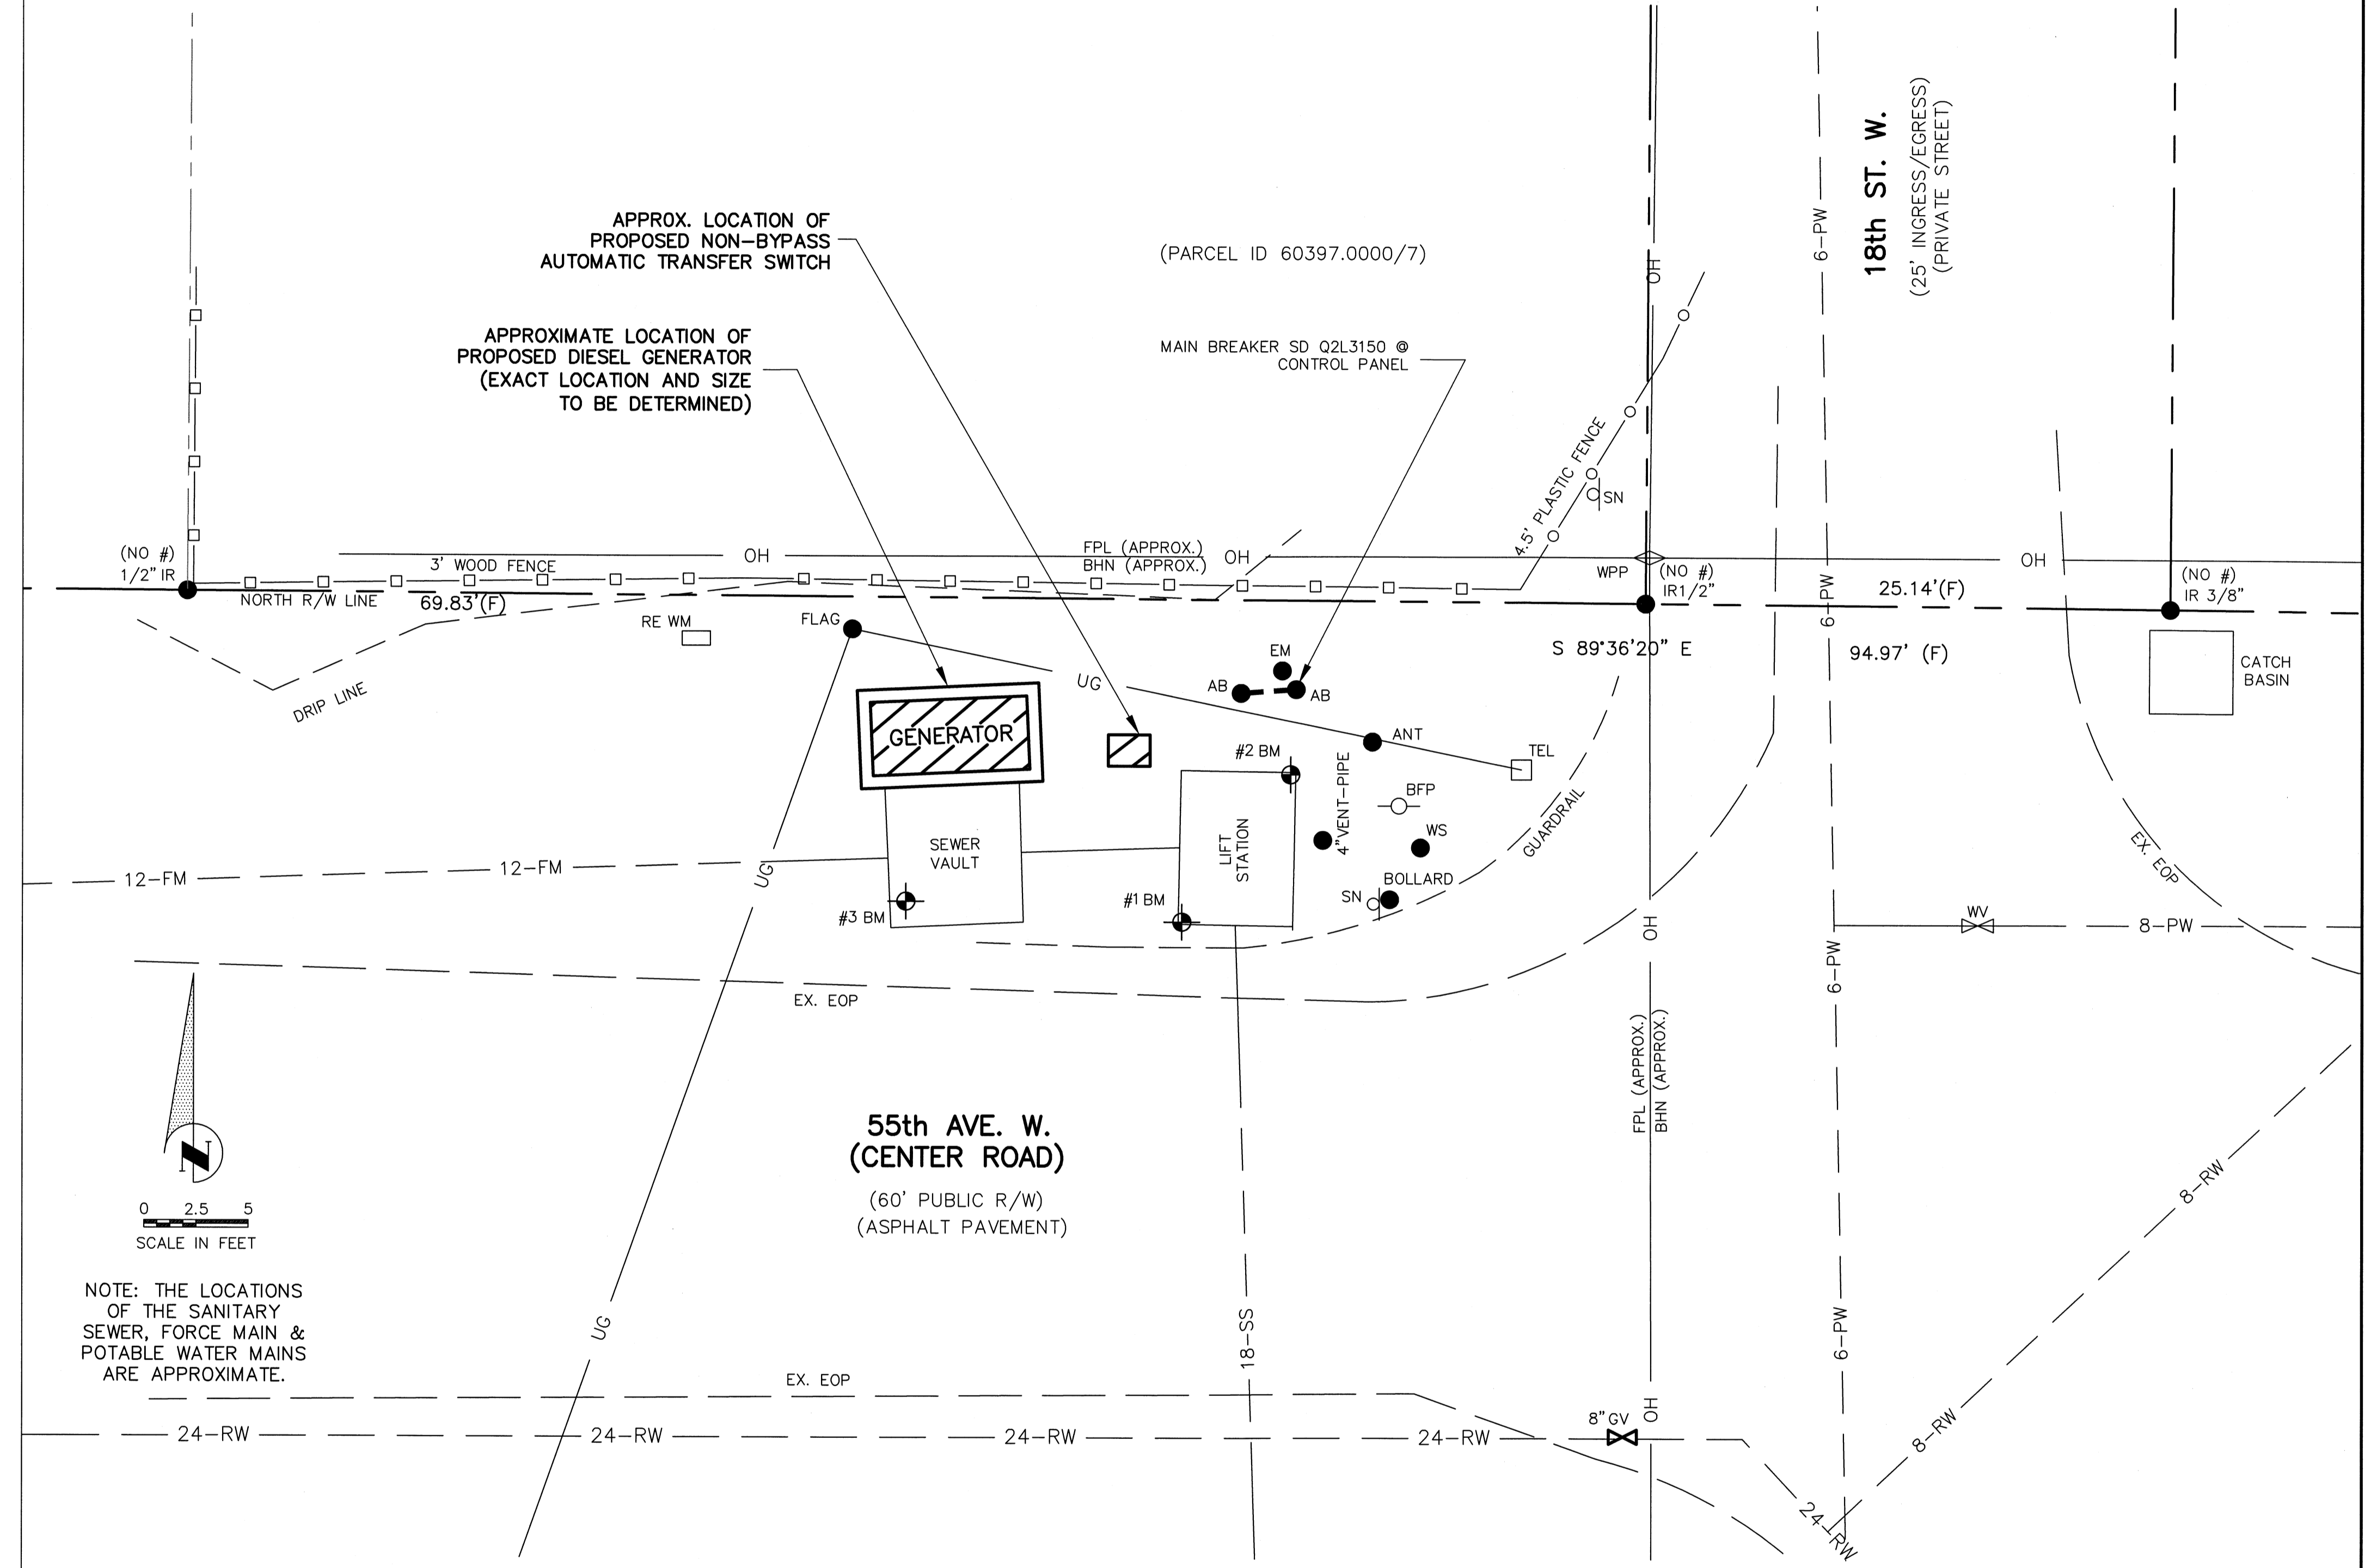 18th ST. W.
(25' INGRESS/EGRESS)
(PRIVATE STREET)
6-PW
OH
APPROX. LOCATION OF
PROPOSED NON-BYPASS
AUTOMATIC TRANSFER SWITCH
(PARCEL ID 60397.0000/7)
APPROXIMATE LOCATION OF
PROPOSED DIESEL GENERATOR
(EXACT LOCATION AND SIZE
TO BE DETERMINED)
MAIN BREAKER SD Q2L3150 @
CONTROL PANEL
4.5' PLASTIC FENCE
SN
(NO #)
1/2" IR
3' WOOD FENCE
OH
FPL (APPROX.)
BHN (APPROX.)
OH
WPP
(NO #)
IR1/2"
OH
(NO #)
IR 3/8"
NORTH R/W LINE
69.83'(F)
6-PW
25.14'(F)
RE WM
FLAG
S 89°36'20" E
94.97' (F)
EM
AB
AB
UG
CATCH
BASIN
DRIP LINE
GENERATOR
ANT
#2 BM
TEL
4"VENT-PIPE
BFP
WS
GUARDRAIL
SEWER
VAULT
LIFT
STATION
12-FM
12-FM
UG
BOLLARD
SN
#1 BM
#3 BM
EX. EOP
WV
8-PW
OH
6-PW
EX. EOP
FPL (APPROX.)
BHN (APPROX.)
55th AVE. W.
(CENTER ROAD)
(60' PUBLIC R/W)
(ASPHALT PAVEMENT)
N
0 2.5 5
SCALE IN FEET
8-RW
NOTE: THE LOCATIONS
OF THE SANITARY
SEWER, FORCE MAIN &
POTABLE WATER MAINS
ARE APPROXIMATE.
UG
18-SS
6-PW
EX. EOP
OH
8" GV
24-RW
24-RW
24-RW
24-RW
8-RW
24-RW